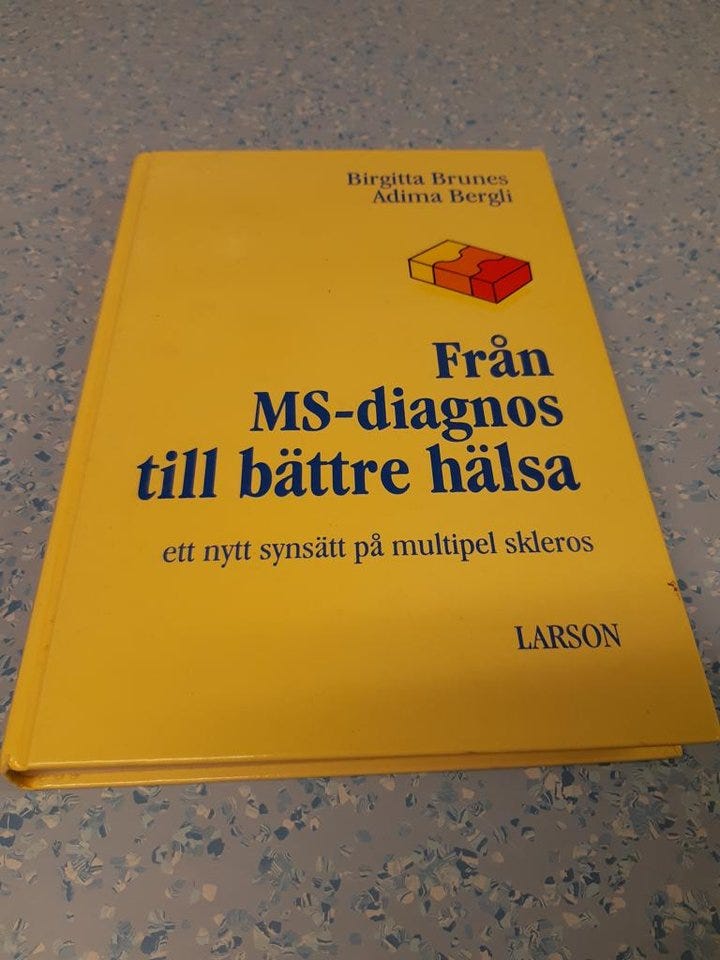 Birgitta Brunes
Adima Bergli
Från
MS-diagnos
till bättre hälsa
ett nytt synsätt på multipel skleros
LARSON